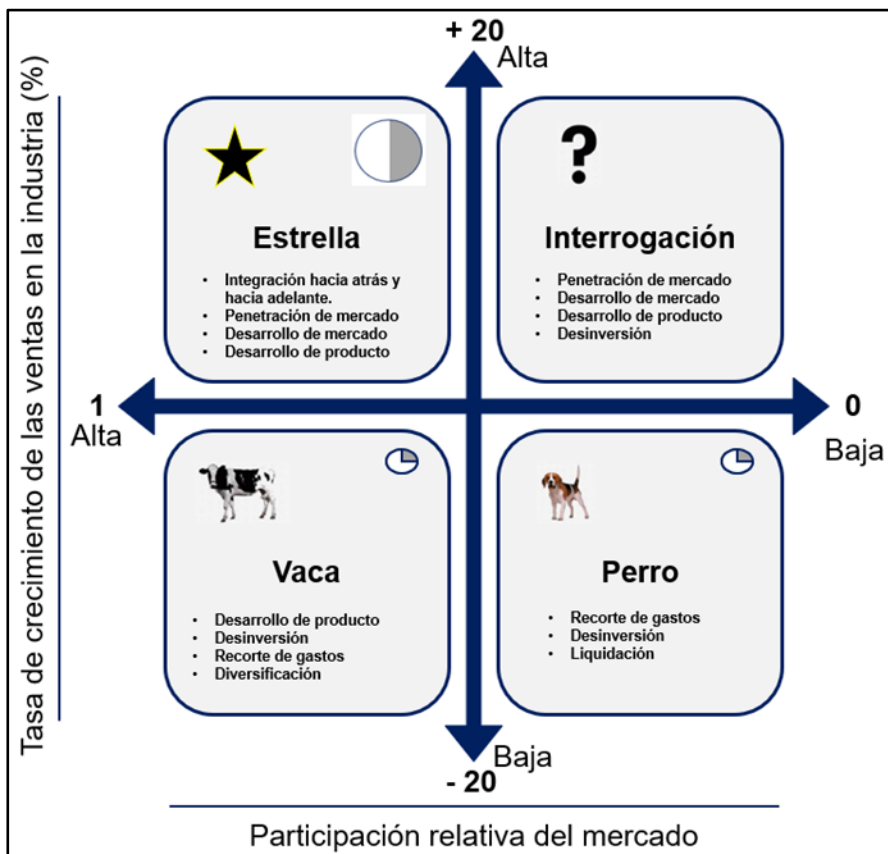 + 20
Alta
Tasa de crecimiento de las ventas en la industria (%)
?
Estrella
• Integración hacia atrás y
hacia adelante.
• Penetración de mercado
• Desarrollo de mercado
• Desarrollo de producto
Interrogación
• Penetración de mercado
• Desarrollo de mercado
• Desarrollo de producto
• Desinversión
1
Alta
0
Baja
Vaca
• Desarrollo de producto
• Desinversión
• Recorte de gastos
• Diversificación
Perro
• Recorte de gastos
• Desinversión
• Liquidación
Baja
- 20
Participación relativa del mercado